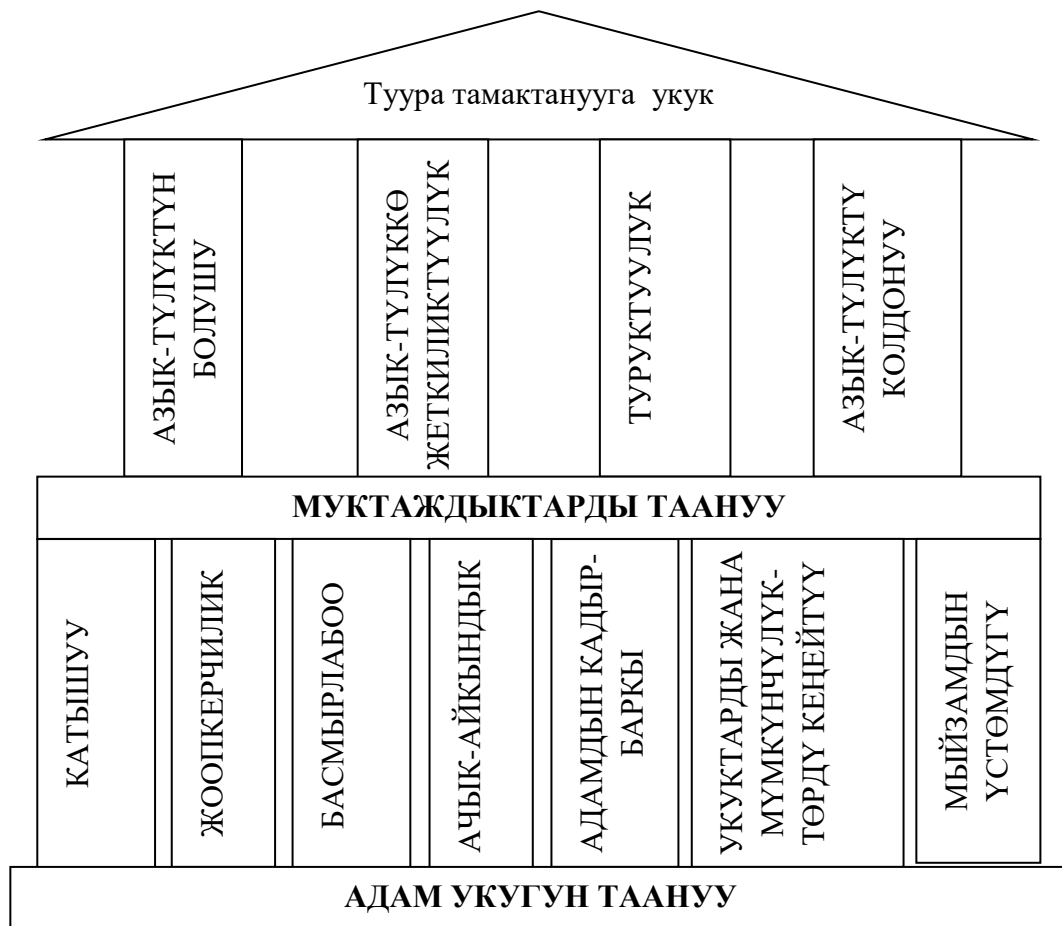 Туура тамактанууга укук
АЗЫК-ТҮЛҮКТҮН
БОЛУШУ
АЗЫК-ТҮЛҮККӨ
ЖЕТКИЛИКТҮҮЛҮК
ТУРУКТУУЛУК
АЗЫК-ТҮЛҮКТҮ
КОЛДОНУУ
МУКТАЖДЫКТАРДЫ ТААНУУ
КАТЫШУУ
ЖООПКЕРЧИЛИК
БАСМЫРЛАБОО
АЧЫК-АЙКЫНДЫК
АДАМДЫН КАДЫР-
БАРКЫ
УКУКТАРДЫ ЖАНА
МҮМКҮНЧҮЛҮК-
ТӨРДҮ КЕҢЕЙТҮҮ
МЫЙЗАМДЫН
ҮСТӨМДҮГҮ
АДАМ УКУГУН ТААНУУ